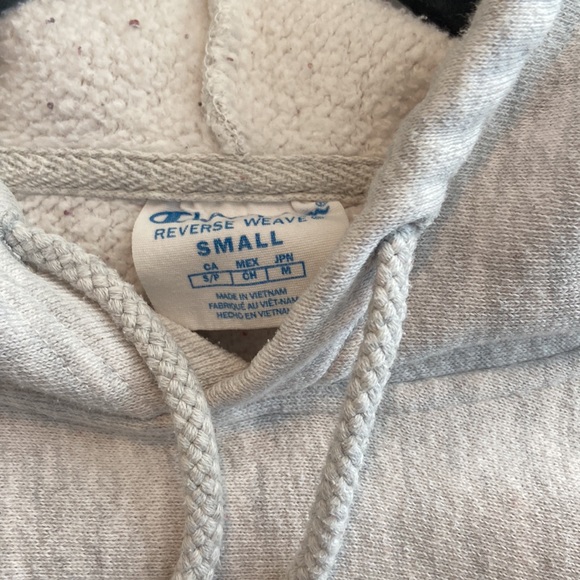 REVERSE WEAVE
SMALL
CA MEX JPN
S/P CH M
MADE IN VIETNAM
FABRIQUÉ AU VIÊT-NAM
HECHO EN VIETNAM